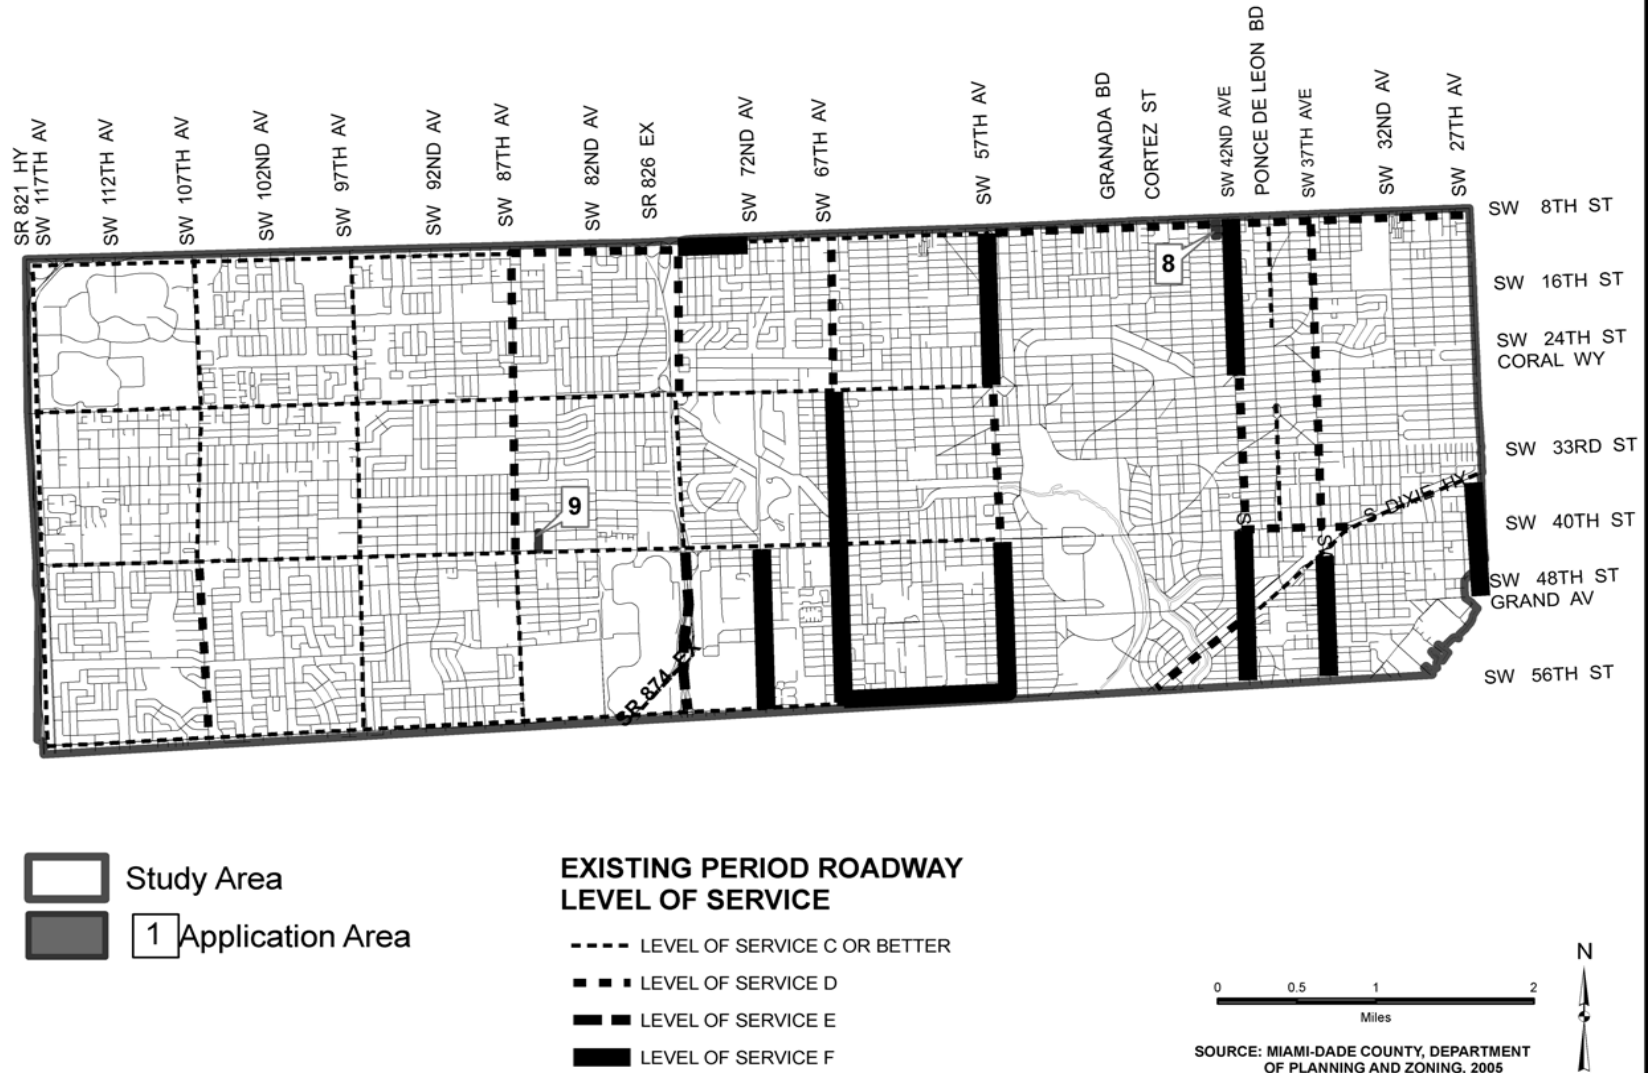 SR 821 HY
SW 117TH AV
SW 112TH AV
SW 107TH AV
SW 102ND AV
SW 97TH AV
SW 92ND AV
SW 87TH AV
SW 82ND AV
SR 826 EX
SW 72ND AV
SW 67TH AV
SW 57TH AV
GRANADA BD
CORTEZ ST
SW 42ND AVE
PONCE DE LEON BD
SW 37TH AVE
SW 32ND AV
SW 27TH AV
SW 8TH ST
SW 16TH ST
SW 24TH ST
CORAL WY
SW 33RD ST
SW 40TH ST
SW 48TH ST
GRAND AV
SW 56TH ST
8
9
S DIXIE HY
S
S
SR 874 EX
Study Area
1 Application Area
EXISTING PERIOD ROADWAY
LEVEL OF SERVICE
LEVEL OF SERVICE C OR BETTER
LEVEL OF SERVICE D
LEVEL OF SERVICE E
LEVEL OF SERVICE F
0 0.5 1 2
Miles
N
SOURCE: MIAMI-DADE COUNTY, DEPARTMENT
OF PLANNING AND ZONING, 2005